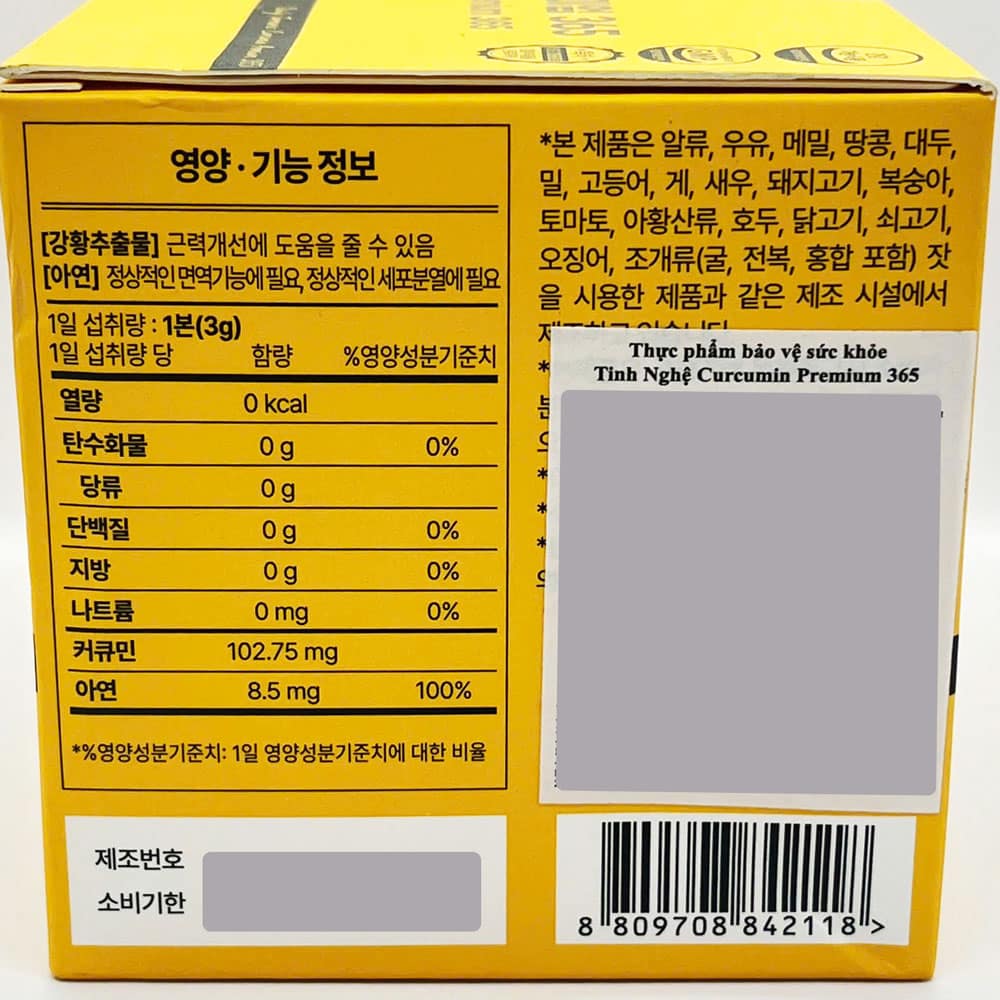 영양·기능 정보
[강황추출물] 근력개선에 도움을 줄 수 있음
[아연] 정상적인 면역기능에 필요, 정상적인 세포분열에 필요
1일 섭취량 : 1본(3g)
1일 섭취량 당 함량 %영양성분기준치
열량 0 kcal
탄수화물 0 g 0%
당류 0 g
단백질 0 g 0%
지방 0 g 0%
나트륨 0 mg 0%
커큐민 102.75 mg
아연 8.5 mg 100%
*%영양성분기준치: 1일 영양성분기준치에 대한 비율
제조번호
소비기한
*본 제품은 알류, 우유, 메밀, 땅콩, 대두,
밀, 고등어, 게, 새우, 돼지고기, 복숭아,
토마토, 아황산류, 호두, 닭고기, 쇠고기,
오징어, 조개류(굴, 전복, 홍합 포함) 잣
을 시용한 제품과 같은 제조 시설에서
Thực phẩm bảo vệ sức khỏe
Tinh Nghệ Curcumin Premium 365
8 809708 842118 >